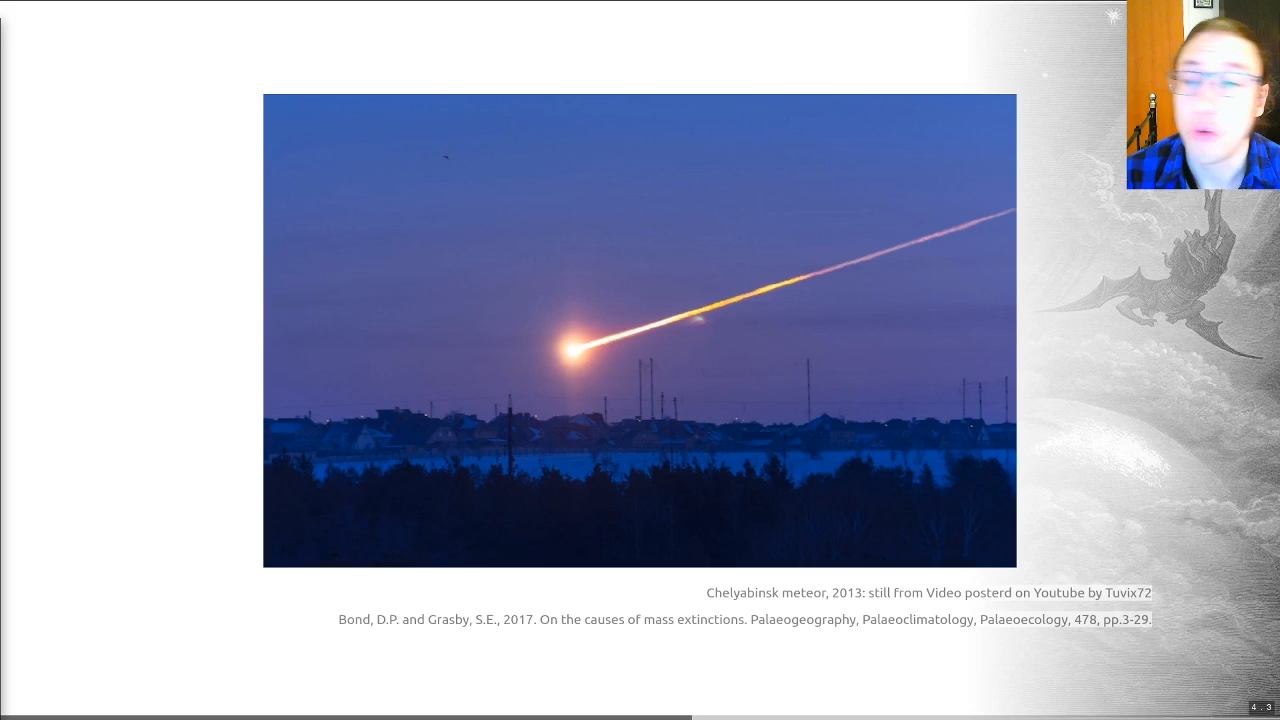 Chelyabinsk meteor, 2013: still from Video posterd on Youtube by Tuvix72
Bond, D.P. and Grasby, S.E., 2017. On the causes of mass extinctions. Palaeogeography, Palaeoclimatology, Palaeoecology, 478, pp.3-29.
4 . 3